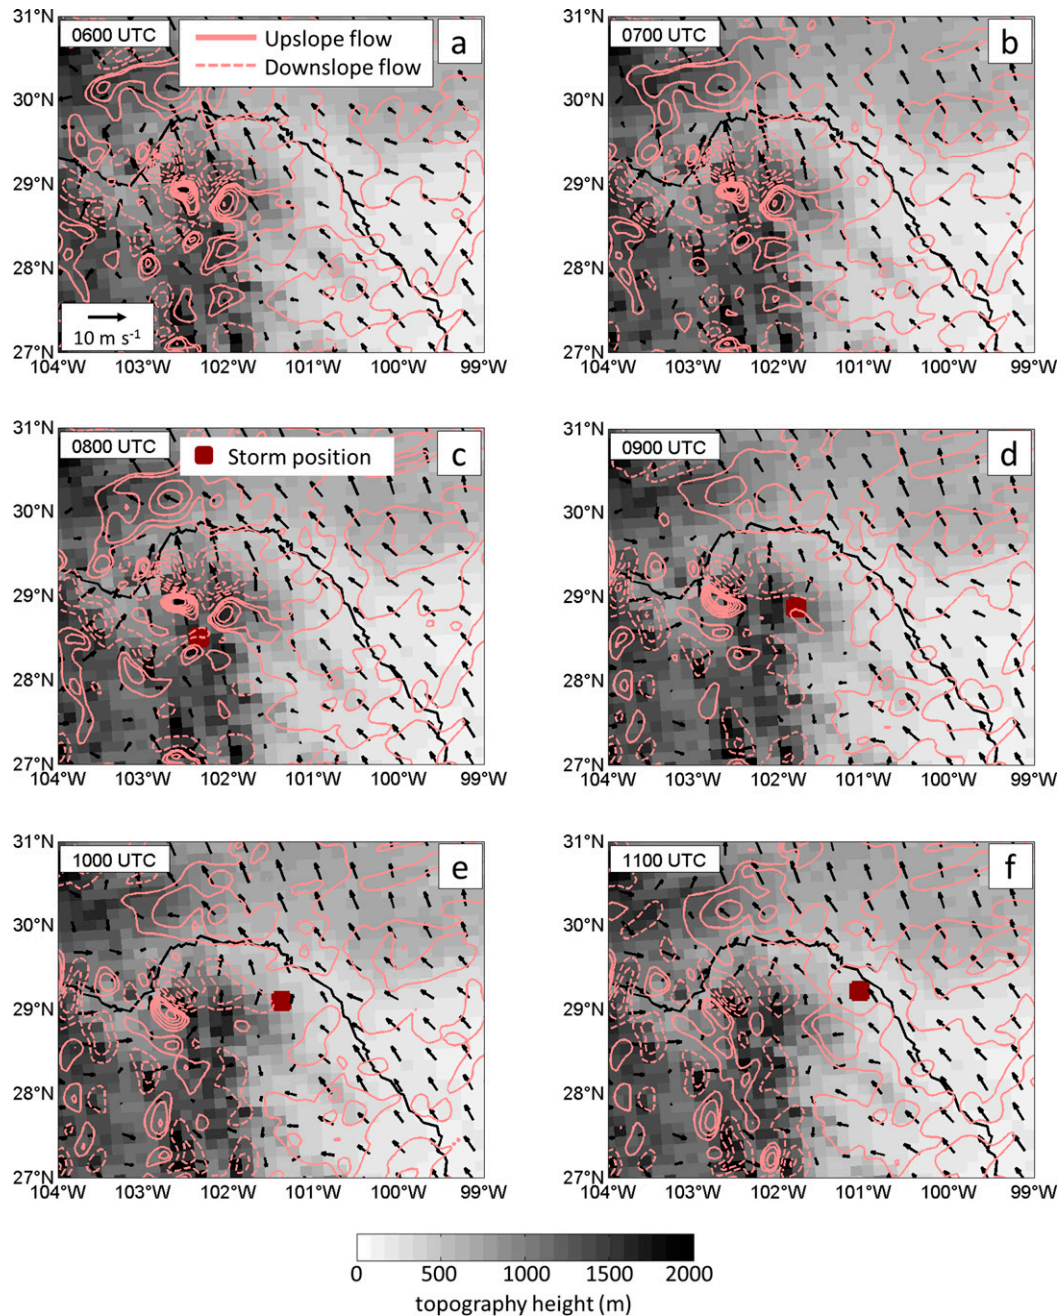 31°N
0600 UTC
Upslope flow
Downslope flow
a
30°N
29°N
28°N
10 m s⁻¹
27°N
104°W 103°W 102°W 101°W 100°W 99°W
31°N
0700 UTC
b
30°N
29°N
28°N
27°N
104°W 103°W 102°W 101°W 100°W 99°W
31°N
0800 UTC
Storm position
c
30°N
29°N
28°N
27°N
104°W 103°W 102°W 101°W 100°W 99°W
31°N
0900 UTC
d
30°N
29°N
28°N
27°N
104°W 103°W 102°W 101°W 100°W 99°W
31°N
1000 UTC
e
30°N
29°N
28°N
27°N
104°W 103°W 102°W 101°W 100°W 99°W
31°N
1100 UTC
f
30°N
29°N
28°N
27°N
104°W 103°W 102°W 101°W 100°W 99°W
0 500 1000 1500 2000
topography height (m)